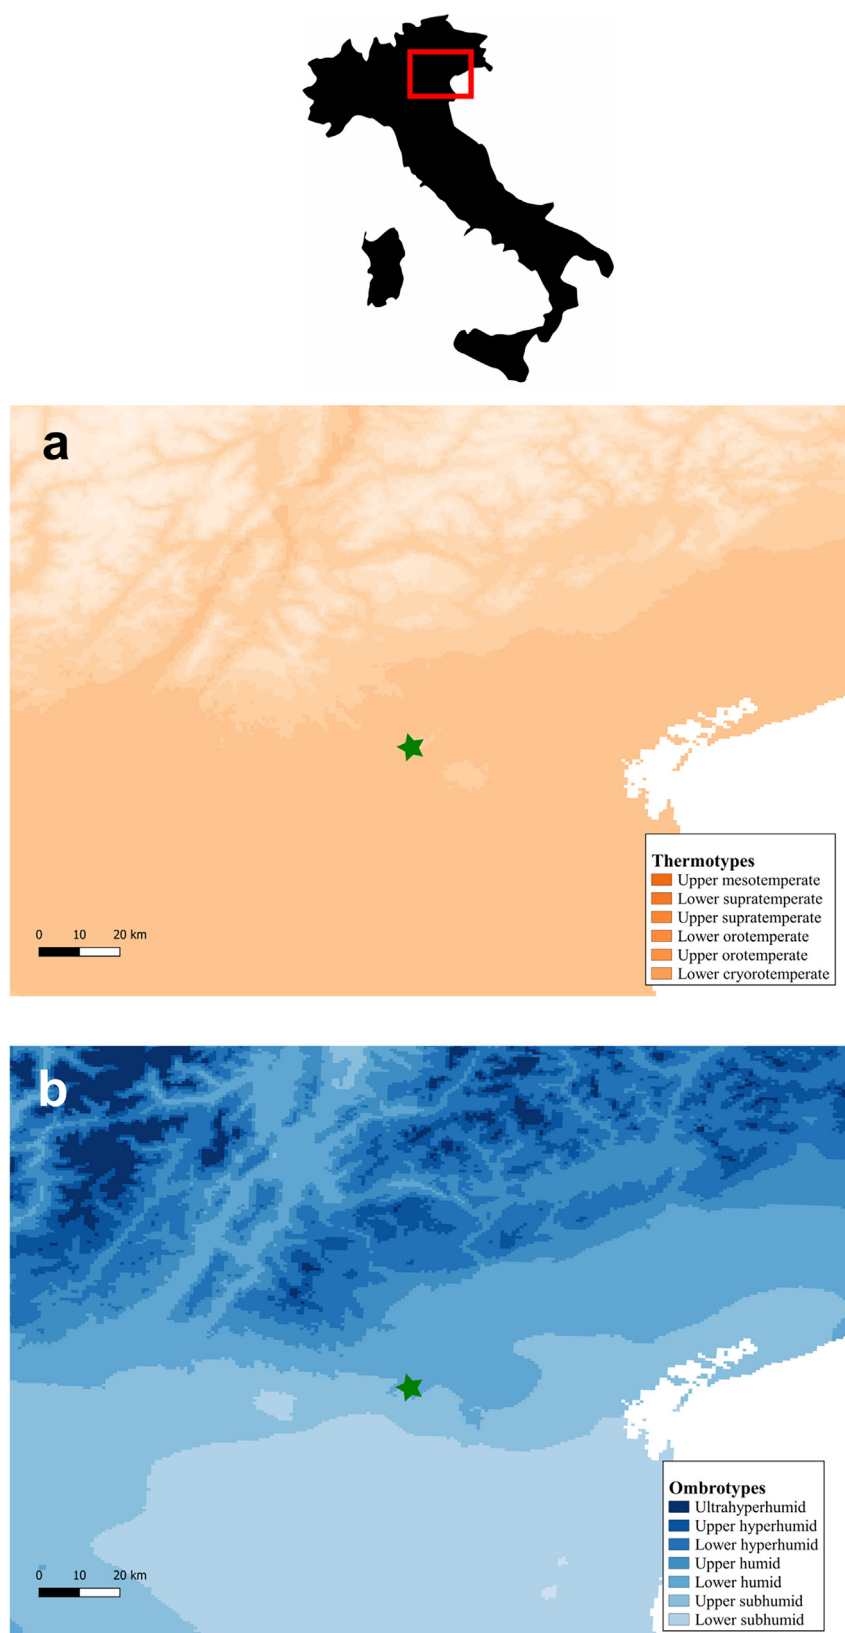 a
Thermotypes
Upper mesotemperate
Lower supratemperate
Upper supratemperate
Lower orotemperate
Upper orotemperate
Lower cryorotemperate
0 10 20 km
b
Ombrotypes
Ultrahyperhumid
Upper hyperhumid
Lower hyperhumid
Upper humid
Lower humid
Upper subhumid
Lower subhumid
0 10 20 km